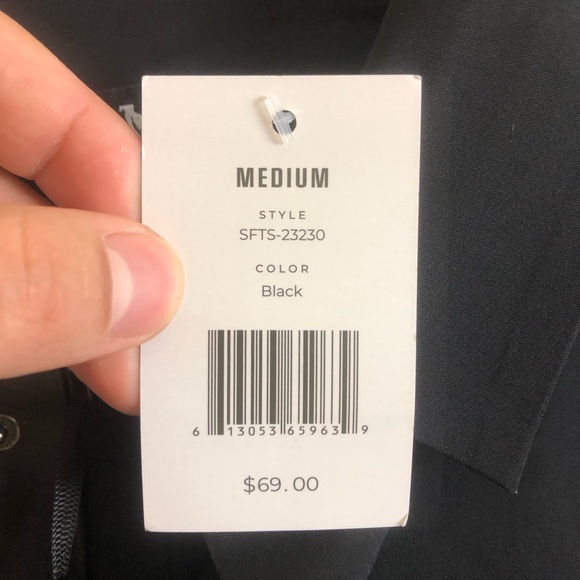 MEDIUM
STYLE
SFTS-23230
COLOR
Black
6 13053 65963 9
$69.00